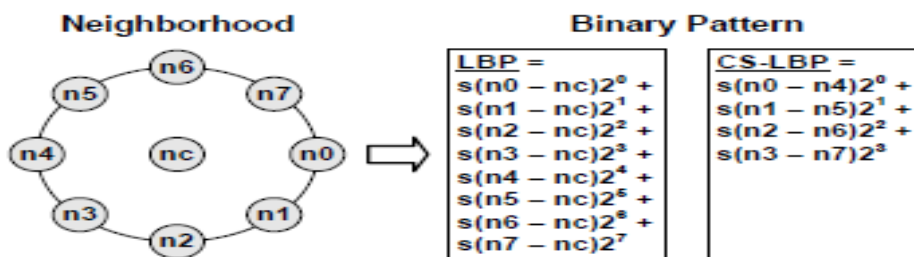 Neighborhood
Binary Pattern
n6
n5
n7
n4
nc
n0
n3
n1
n2
LBP =
s(n0 – nc)2⁰ +
s(n1 – nc)2¹ +
s(n2 – nc)2² +
s(n3 – nc)2³ +
s(n4 – nc)2⁴ +
s(n5 – nc)2⁵ +
s(n6 – nc)2⁶ +
s(n7 – nc)2⁷
CS-LBP =
s(n0 – n4)2⁰ +
s(n1 – n5)2¹ +
s(n2 – n6)2² +
s(n3 – n7)2³